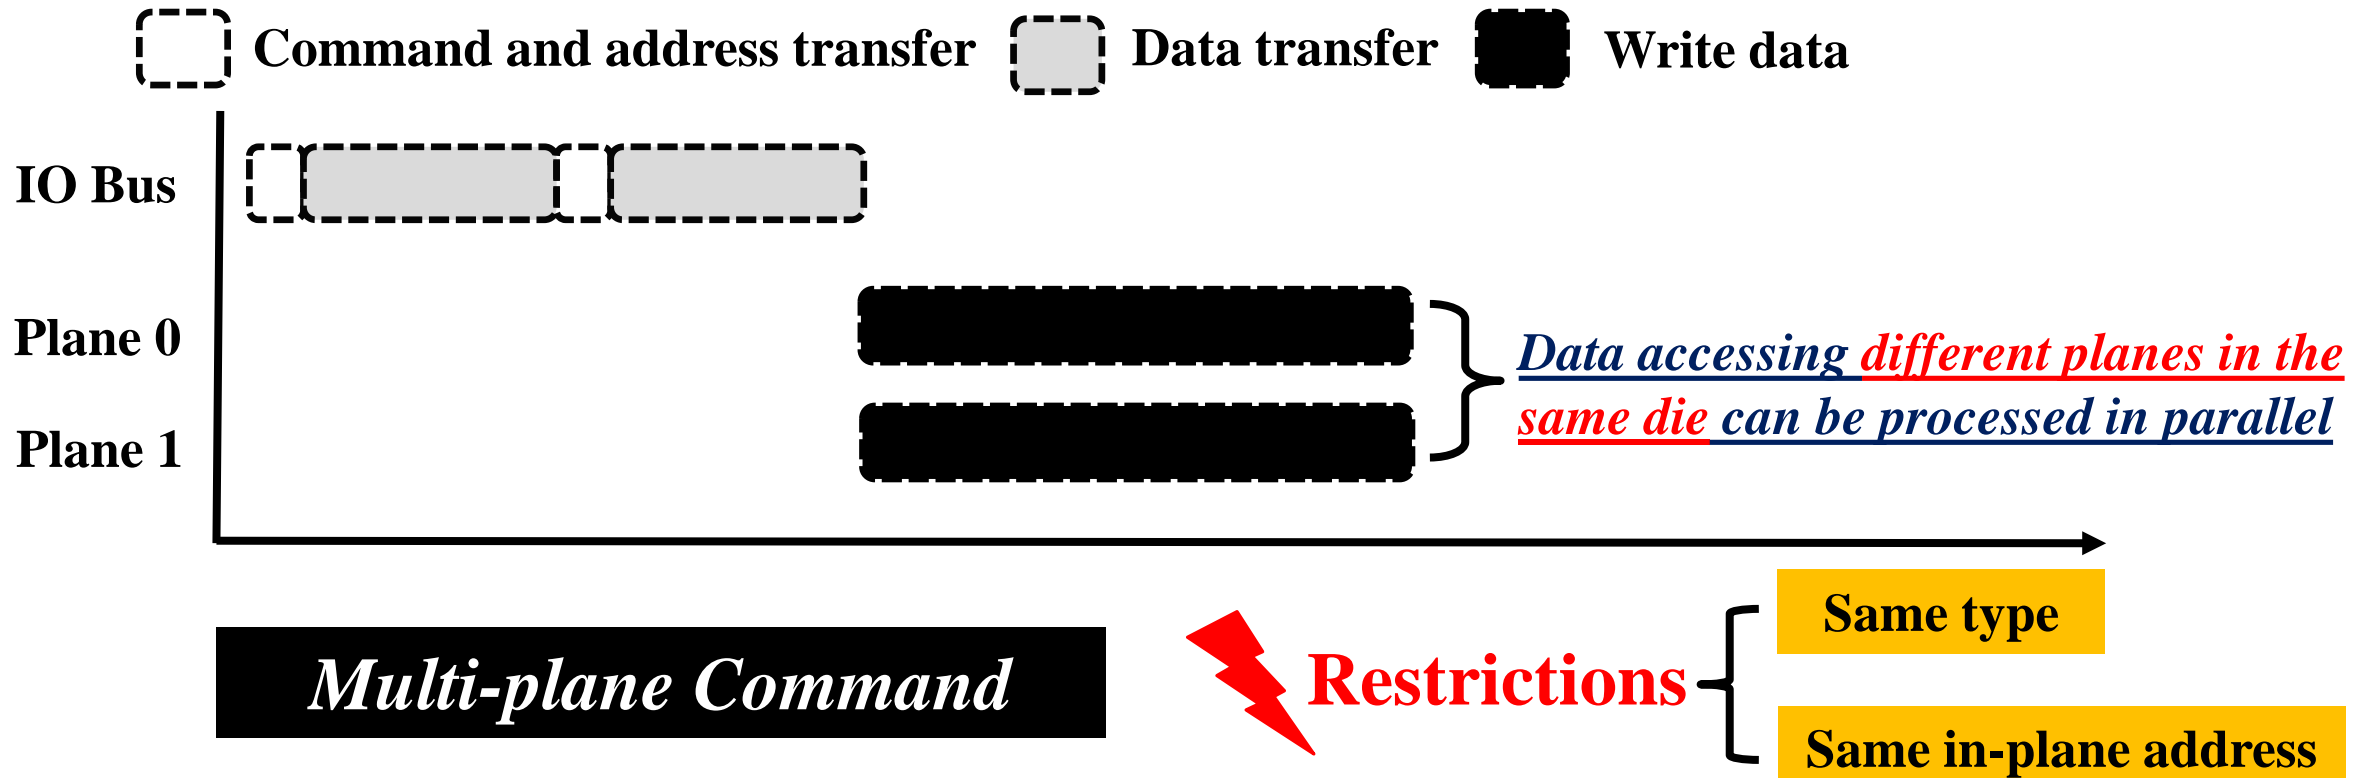 Command and address transfer
Data transfer
Write data
IO Bus
Plane 0
Plane 1
Data accessing different planes in the
same die can be processed in parallel
Multi-plane Command
Restrictions
Same type
Same in-plane address